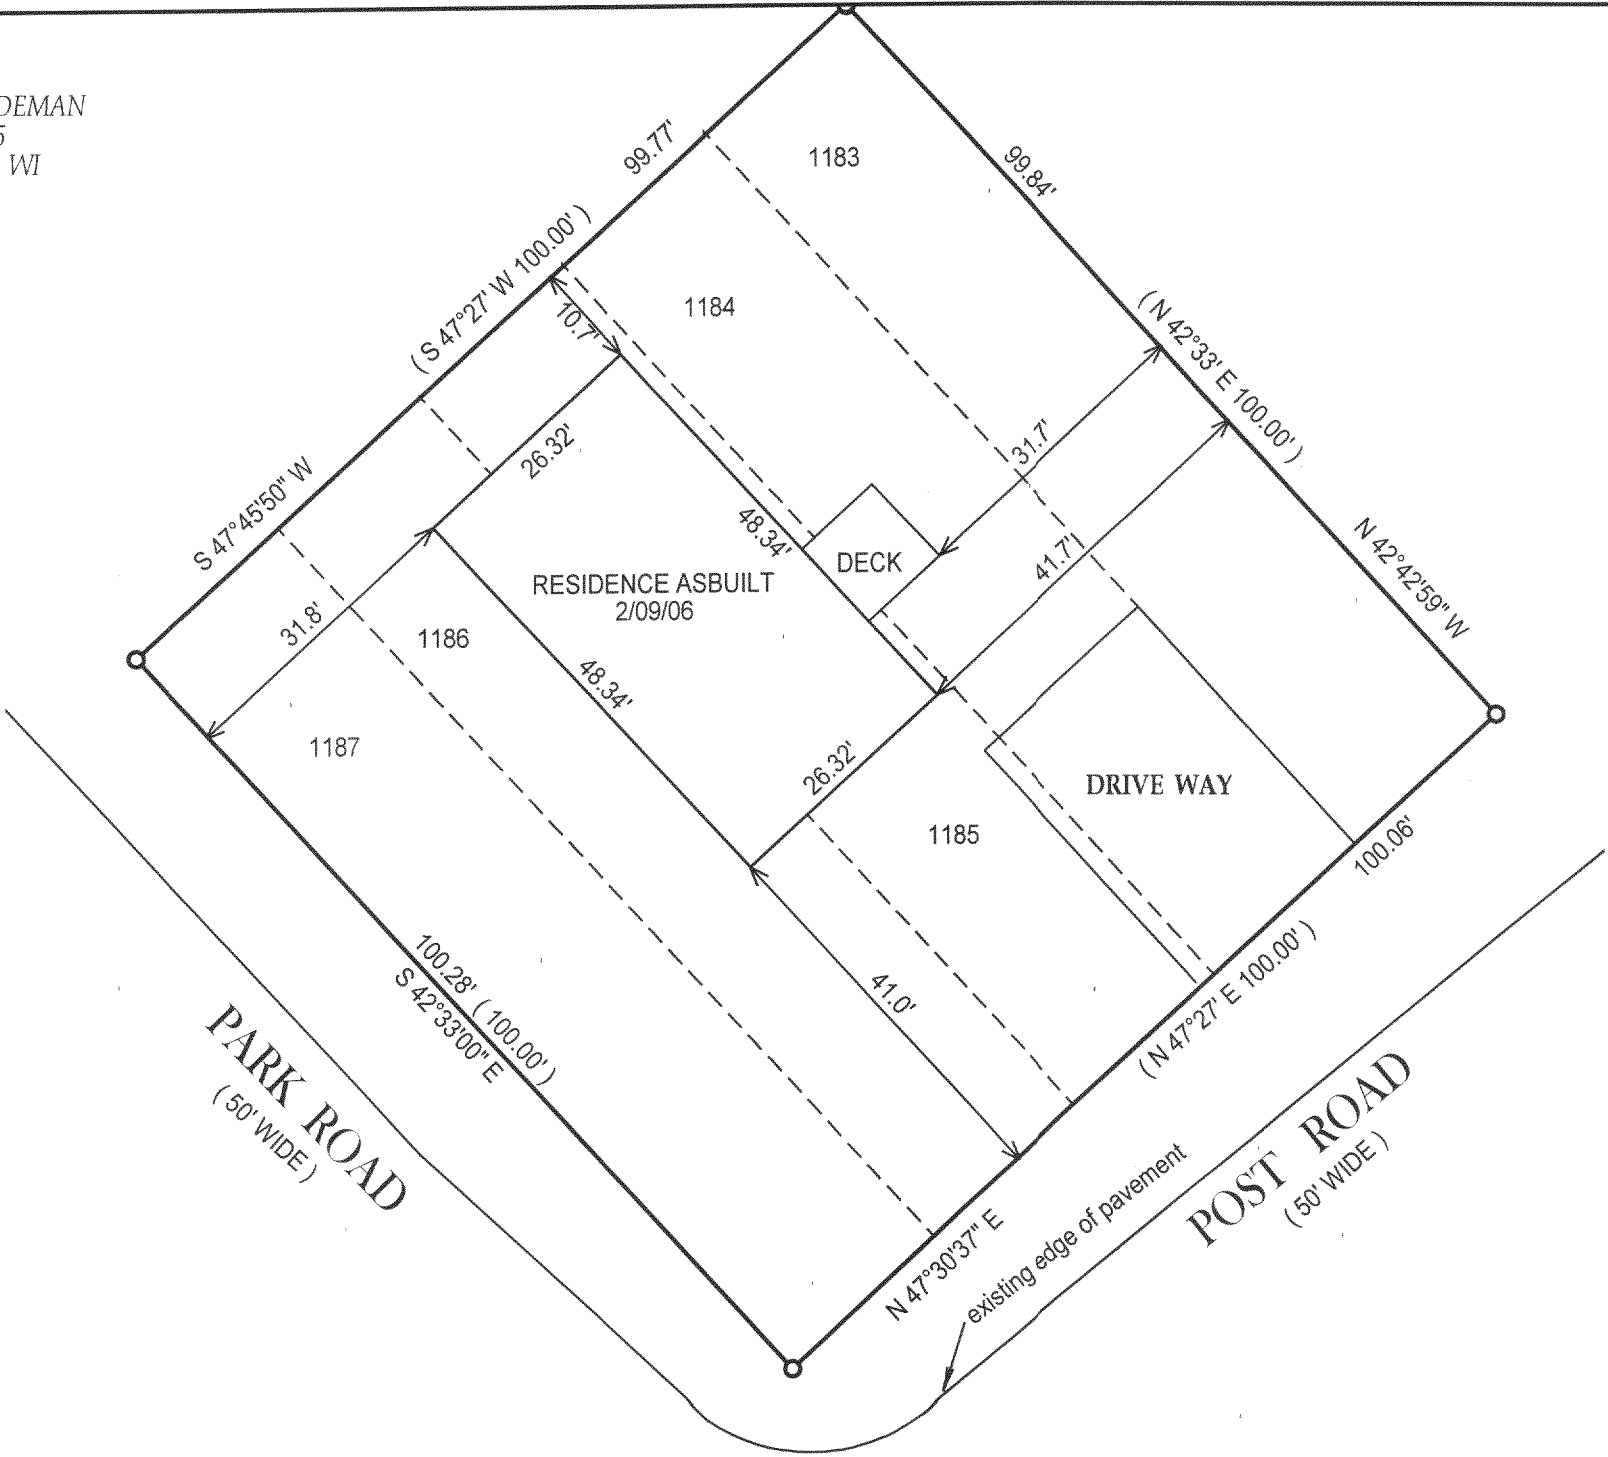 DEMAN
5
WI
99.77'
1183
99.84'
( S 47°27' W 100.00' )
10.7'
1184
( N 42°33' E 100.00' )
26.32'
31.7'
S 47°45'50" W
48.34'
DECK
41.7'
N 42°42'59" W
RESIDENCE ASBUILT
2/09/06
31.8'
1186
48.34'
1187
26.32'
DRIVE WAY
1185
100.06'
100.28' ( 100.00' )
S 42°33'00" E
41.0'
( N 47°27' E 100.00' )
PARK ROAD
( 50' WIDE )
POST ROAD
( 50' WIDE )
N 47°30'37" E
existing edge of pavement